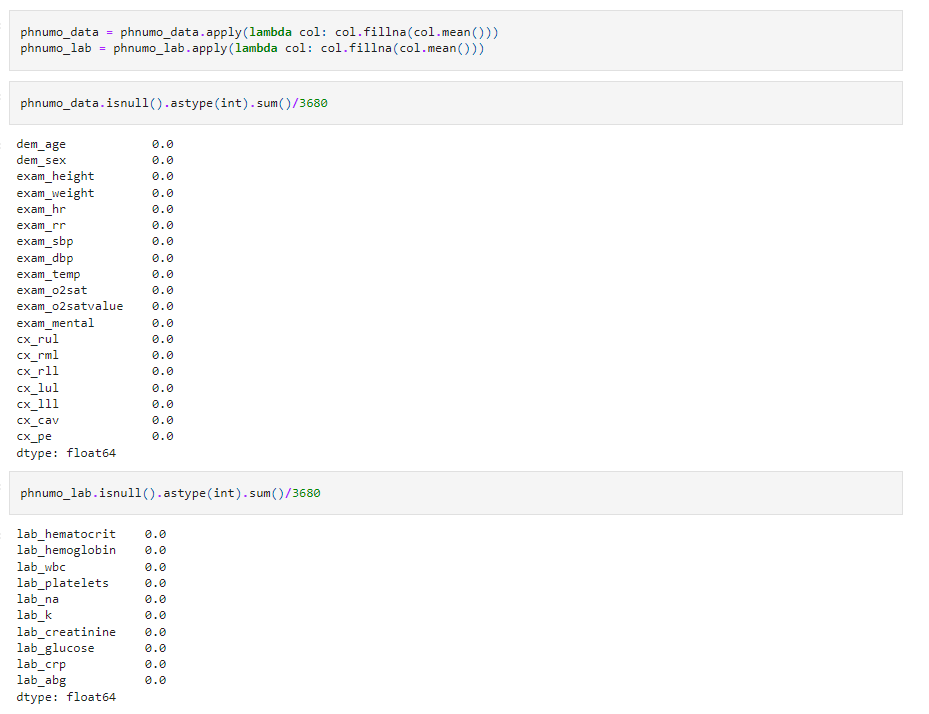 phnumo_data = phnumo_data.apply(lambda col: col.fillna(col.mean()))
phnumo_lab = phnumo_lab.apply(lambda col: col.fillna(col.mean()))
phnumo_data.isnull().astype(int).sum()/3680
dem_age 0.0
dem_sex 0.0
exam_height 0.0
exam_weight 0.0
exam_hr 0.0
exam_rr 0.0
exam_sbp 0.0
exam_dbp 0.0
exam_temp 0.0
exam_o2sat 0.0
exam_o2satvalue 0.0
exam_mental 0.0
cx_rul 0.0
cx_rml 0.0
cx_rll 0.0
cx_lul 0.0
cx_lll 0.0
cx_cav 0.0
cx_pe 0.0
dtype: float64
phnumo_lab.isnull().astype(int).sum()/3680
lab_hematocrit 0.0
lab_hemoglobin 0.0
lab_wbc 0.0
lab_platelets 0.0
lab_na 0.0
lab_k 0.0
lab_creatinine 0.0
lab_glucose 0.0
lab_crp 0.0
lab_abg 0.0
dtype: float64